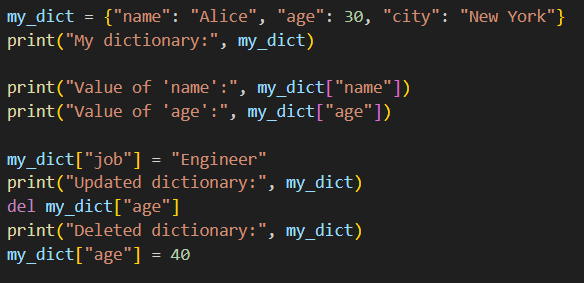 my_dict = {"name": "Alice", "age": 30, "city": "New York"}
print("My dictionary:", my_dict)
print("Value of 'name':", my_dict["name"])
print("Value of 'age':", my_dict["age"])
my_dict["job"] = "Engineer"
print("Updated dictionary:", my_dict)
del my_dict["age"]
print("Deleted dictionary:", my_dict)
my_dict["age"] = 40